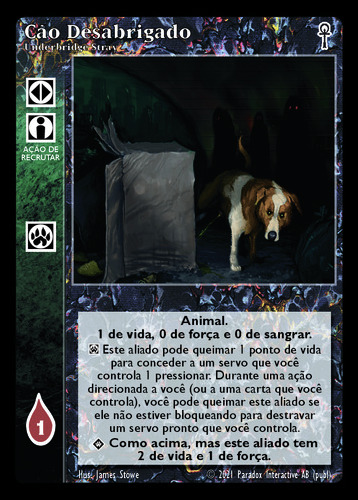 Cão Desabrigado
Underbridge Stray
AÇÃO DE
RECRUTAR
Animal.
1 de vida, 0 de força e 0 de sangrar.
Este aliado pode queimar 1 ponto de vida
para conceder a um servo que você
controla 1 pressionar. Durante uma ação
direcionada a você (ou a uma carta que você
controla), você pode queimar este aliado se
ele não estiver bloqueando para destravar
um servo pronto que você controla.
Como acima, mas este aliado tem
2 de vida e 1 de força.
1
Ilus: James Stowe © 2021 Paradox Interactive AB (publ)